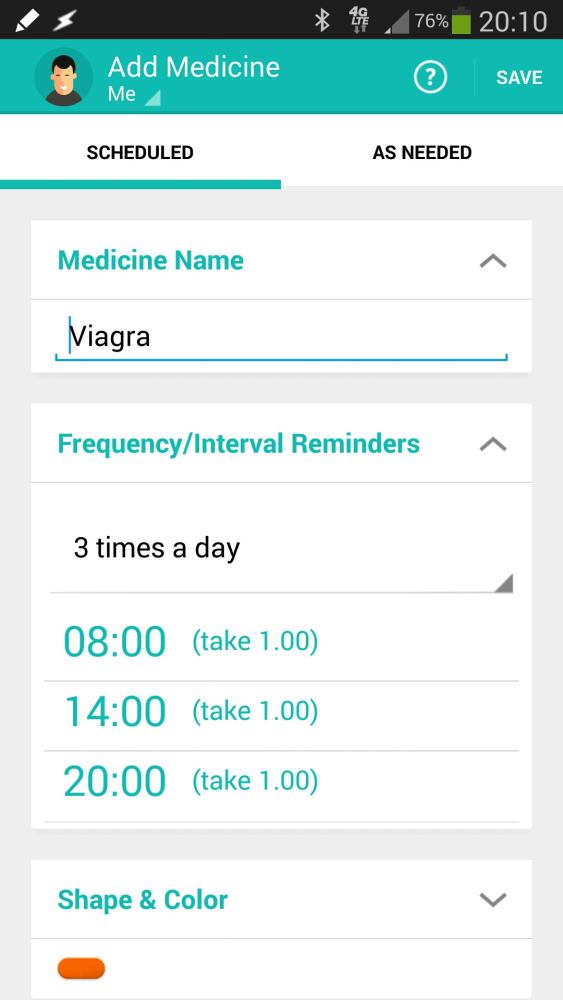 4G
LTE
76%
20:10
Add Medicine
Me
?
SAVE
SCHEDULED
AS NEEDED
Medicine Name
Viagra
Frequency/Interval Reminders
3 times a day
08:00 (take 1.00)
14:00 (take 1.00)
20:00 (take 1.00)
Shape & Color